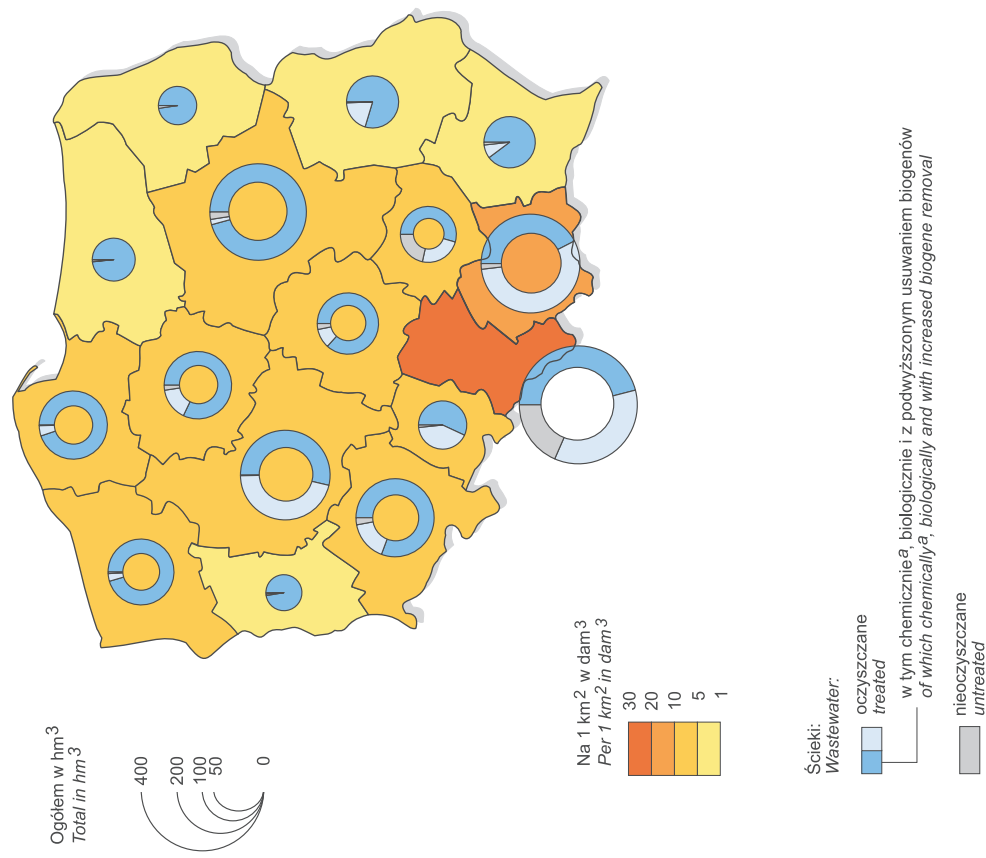 Ogółem w hm³
Total in hm³
400
200
100
50
0
Na 1 km² w dam³
Per 1 km² in dam³
30
20
10
5
1
Ścieki:
Wastewater:
oczyszczane
treated
w tym chemicznieᵃ, biologicznie i z podwyższonym usuwaniem biogenów
of which chemicallyᵃ, biologically and with increased biogene removal
nieoczyszczane
untreated